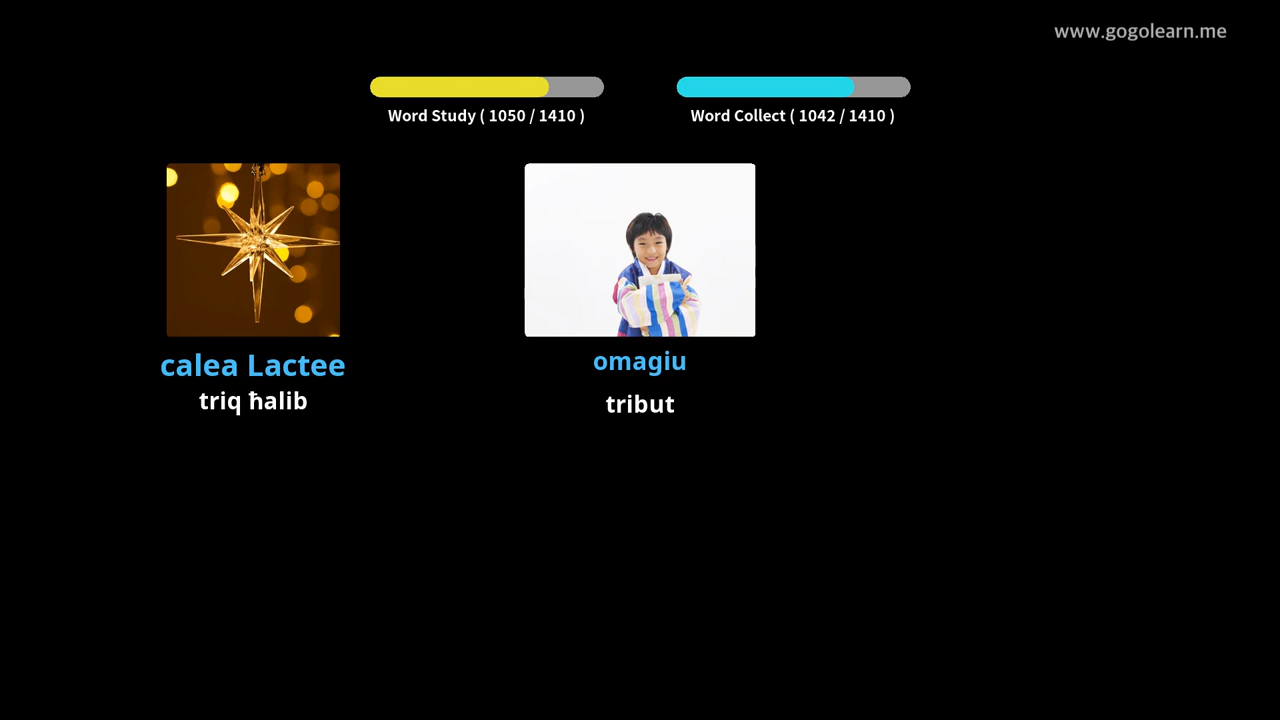 www.gogolearn.me
Word Study ( 1050 / 1410 )
Word Collect ( 1042 / 1410 )
calea Lactee
triq ħalib
omagiu
tribut